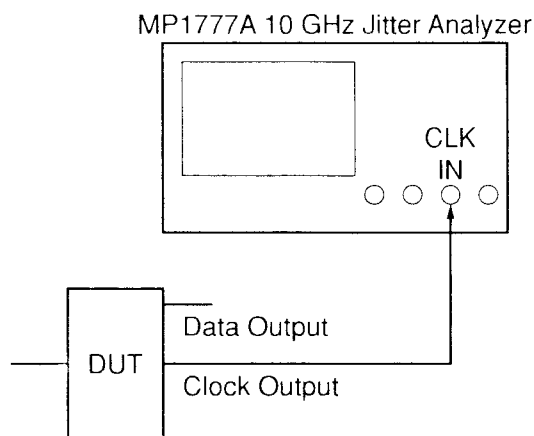 MP1777A 10 GHz Jitter Analyzer
CLK
IN
Data Output
DUT
Clock Output